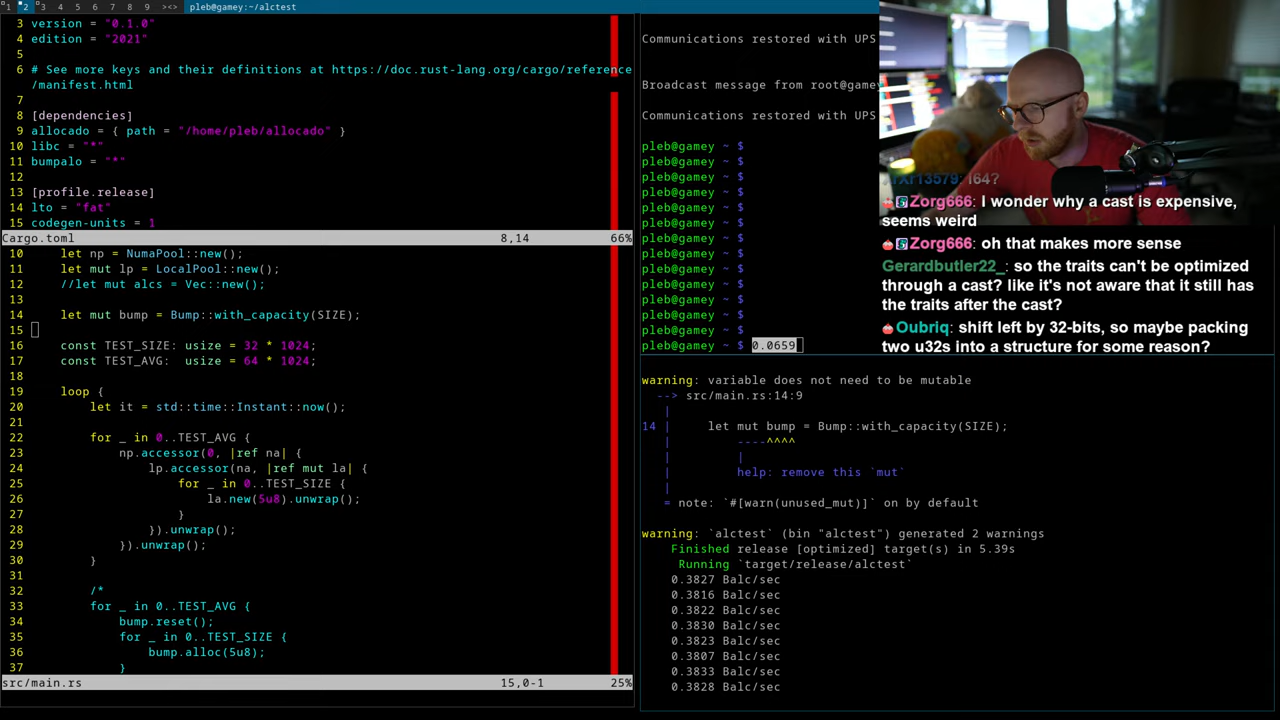 1 2 3 4 5 6 7 8 9 ><> pleb@gamey:~/alctest
3 version = "0.1.0"
4 edition = "2021"
5
6 # See more keys and their definitions at https://doc.rust-lang.org/cargo/reference
/manifest.html
7
8 [dependencies]
9 allocado = { path = "/home/pleb/allocado" }
10 libc = "*"
11 bumpalo = "*"
12
13 [profile.release]
14 lto = "fat"
15 codegen-units = 1
Cargo.toml 8,14 66%
10 let np = NumaPool::new();
11 let mut lp = LocalPool::new();
12 //let mut alcs = Vec::new();
13
14 let mut bump = Bump::with_capacity(SIZE);
15
16 const TEST_SIZE: usize = 32 * 1024;
17 const TEST_AVG: usize = 64 * 1024;
18
19 loop {
20 let it = std::time::Instant::now();
21
22 for _ in 0..TEST_AVG {
23 np.accessor(0, |ref na| {
24 lp.accessor(na, |ref mut la| {
25 for _ in 0..TEST_SIZE {
26 la.new(5u8).unwrap();
27 }
28 }).unwrap();
29 }).unwrap();
30 }
31
32 /*
33 for _ in 0..TEST_AVG {
34 bump.reset();
35 for _ in 0..TEST_SIZE {
36 bump.alloc(5u8);
37 }
src/main.rs 15,0-1 25%
Communications restored with UPS
Broadcast message from root@gamey
Communications restored with UPS
pleb@gamey ~ $
pleb@gamey ~ $
pleb@gamey ~ $
pleb@gamey ~ $
pleb@gamey ~ $
pleb@gamey ~ $
pleb@gamey ~ $
pleb@gamey ~ $
pleb@gamey ~ $
pleb@gamey ~ $
pleb@gamey ~ $
pleb@gamey ~ $
pleb@gamey ~ $
pleb@gamey ~ $ 0.0659
warning: variable does not need to be mutable
--> src/main.rs:14:9
|
14 | let mut bump = Bump::with_capacity(SIZE);
| ----^^^^
| |
| help: remove this `mut`
|
= note: `#[warn(unused_mut)]` on by default
warning: `alctest` (bin "alctest") generated 2 warnings
Finished release [optimized] target(s) in 5.39s
Running `target/release/alctest`
0.3827 Balc/sec
0.3816 Balc/sec
0.3822 Balc/sec
0.3830 Balc/sec
0.3823 Balc/sec
0.3807 Balc/sec
0.3833 Balc/sec
0.3828 Balc/sec
i64?
Zorg666: I wonder why a cast is expensive,
seems weird
Zorg666: oh that makes more sense
Gerardbutler22_: so the traits can't be optimized
through a cast? like it's not aware that it still has
the traits after the cast?
Oubriq: shift left by 32-bits, so maybe packing
two u32s into a structure for some reason?